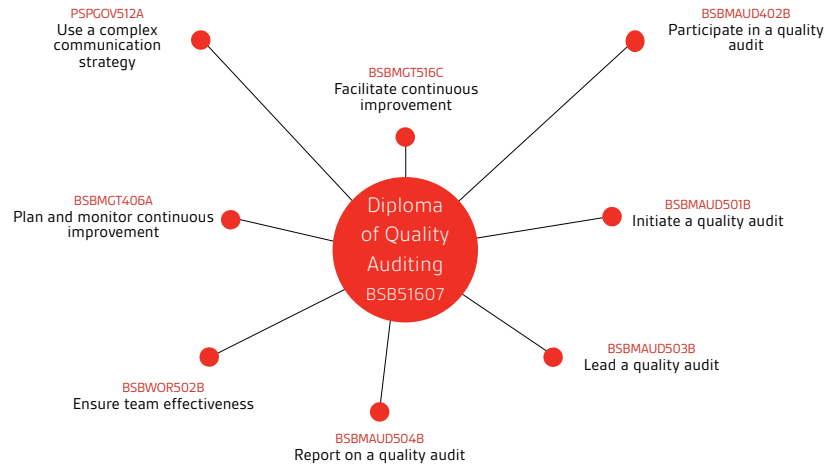 PSPGOV512A
Use a complex
communication
strategy
BSBMAUD402B
Participate in a quality
audit
BSBMGT516C
Facilitate continuous
improvement
BSBMGT406A
Plan and monitor continuous
improvement
Diploma
of Quality
Auditing
BSB51607
BSBMAUD501B
Initiate a quality audit
BSBMAUD503B
Lead a quality audit
BSBWOR502B
Ensure team effectiveness
BSBMAUD504B
Report on a quality audit